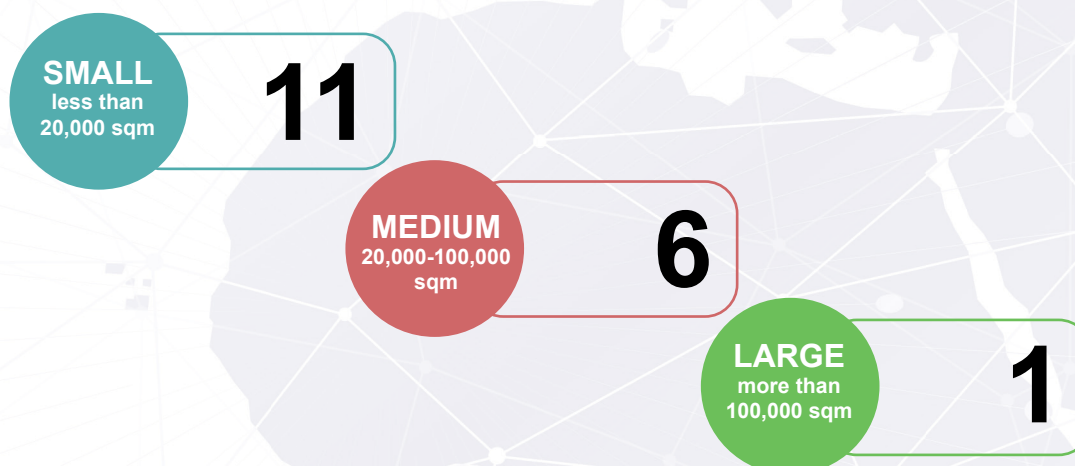 SMALL
less than
20,000 sqm
11
MEDIUM
20,000-100,000
sqm
6
LARGE
more than
100,000 sqm
1